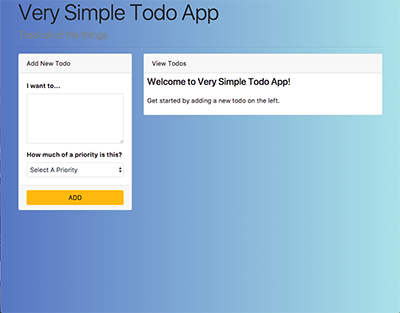 Very Simple Todo App
Track all of the things
Add New Todo
I want to...
How much of a priority is this?
Select A Priority
ADD
View Todos
Welcome to Very Simple Todo App!
Get started by adding a new todo on the left.